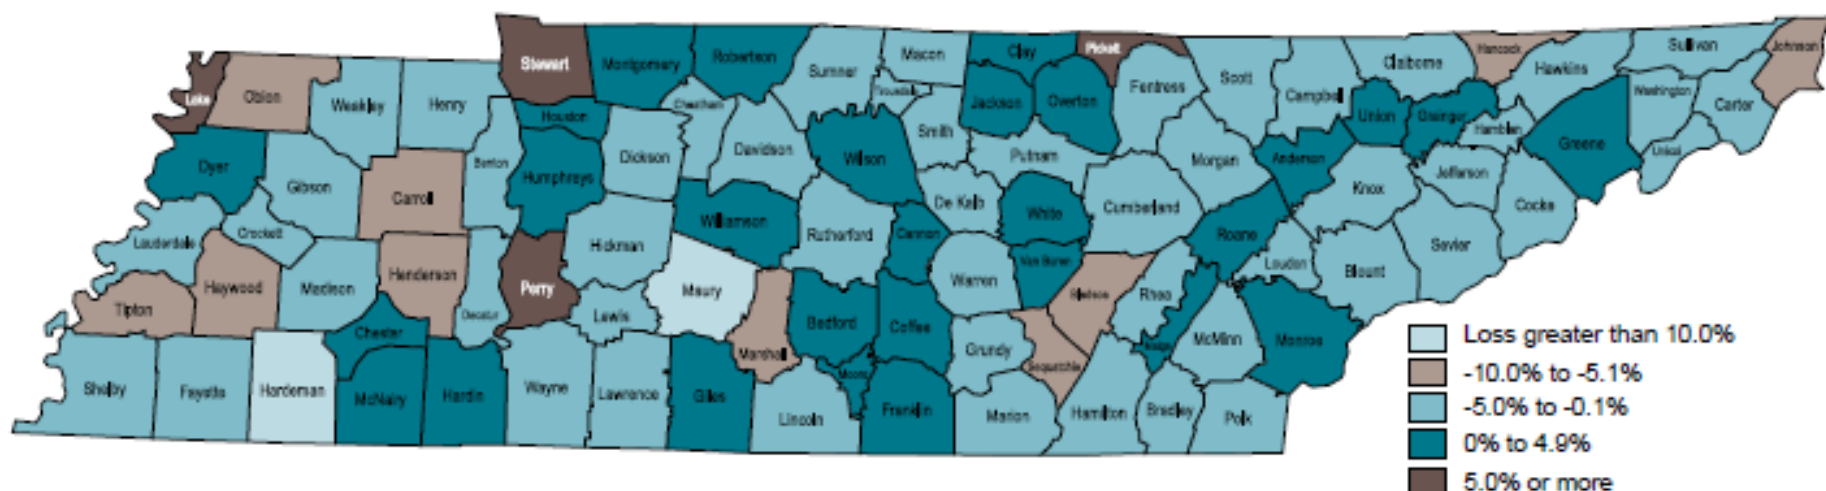 Stewart
Montgomery
Robertson
Sumner
Macon
Trousdale
Clay
Pickett
Fentress
Scott
Campbell
Claiborne
Hancock
Hawkins
Sullivan
Johnson
Lake
Obion
Weakley
Henry
Houston
Cheatham
Jackson
Overton
Union
Grainger
Hamblen
Washington
Carter
Dyer
Gibson
Carroll
Benton
Humphreys
Dickson
Davidson
Wilson
Smith
Putnam
Morgan
Anderson
Knox
Jefferson
Greene
Unicoi
Lauderdale
Crockett
Hickman
Williamson
Rutherford
Cannon
De Kalb
White
Cumberland
Roane
Loudon
Blount
Sevier
Cocke
Tipton
Haywood
Madison
Henderson
Decatur
Perry
Lewis
Maury
Marshall
Bedford
Coffee
Warren
Van Buren
Bledsoe
Rhea
McMinn
Monroe
Shelby
Fayette
Hardeman
Chester
McNairy
Hardin
Wayne
Lawrence
Giles
Lincoln
Moore
Franklin
Grundy
Sequatchie
Marion
Hamilton
Bradley
Polk
Loss greater than 10.0%
-10.0% to -5.1%
-5.0% to -0.1%
0% to 4.9%
5.0% or more